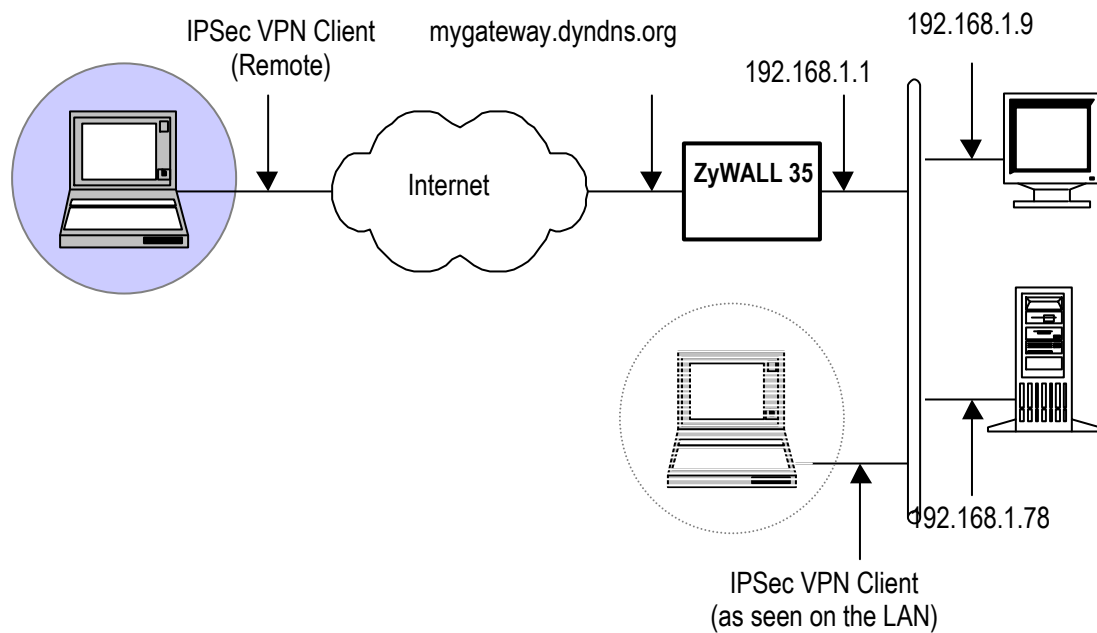 IPSec VPN Client
(Remote)
mygateway.dyndns.org
192.168.1.9
192.168.1.1
Internet
ZyWALL 35
192.168.1.78
IPSec VPN Client
(as seen on the LAN)